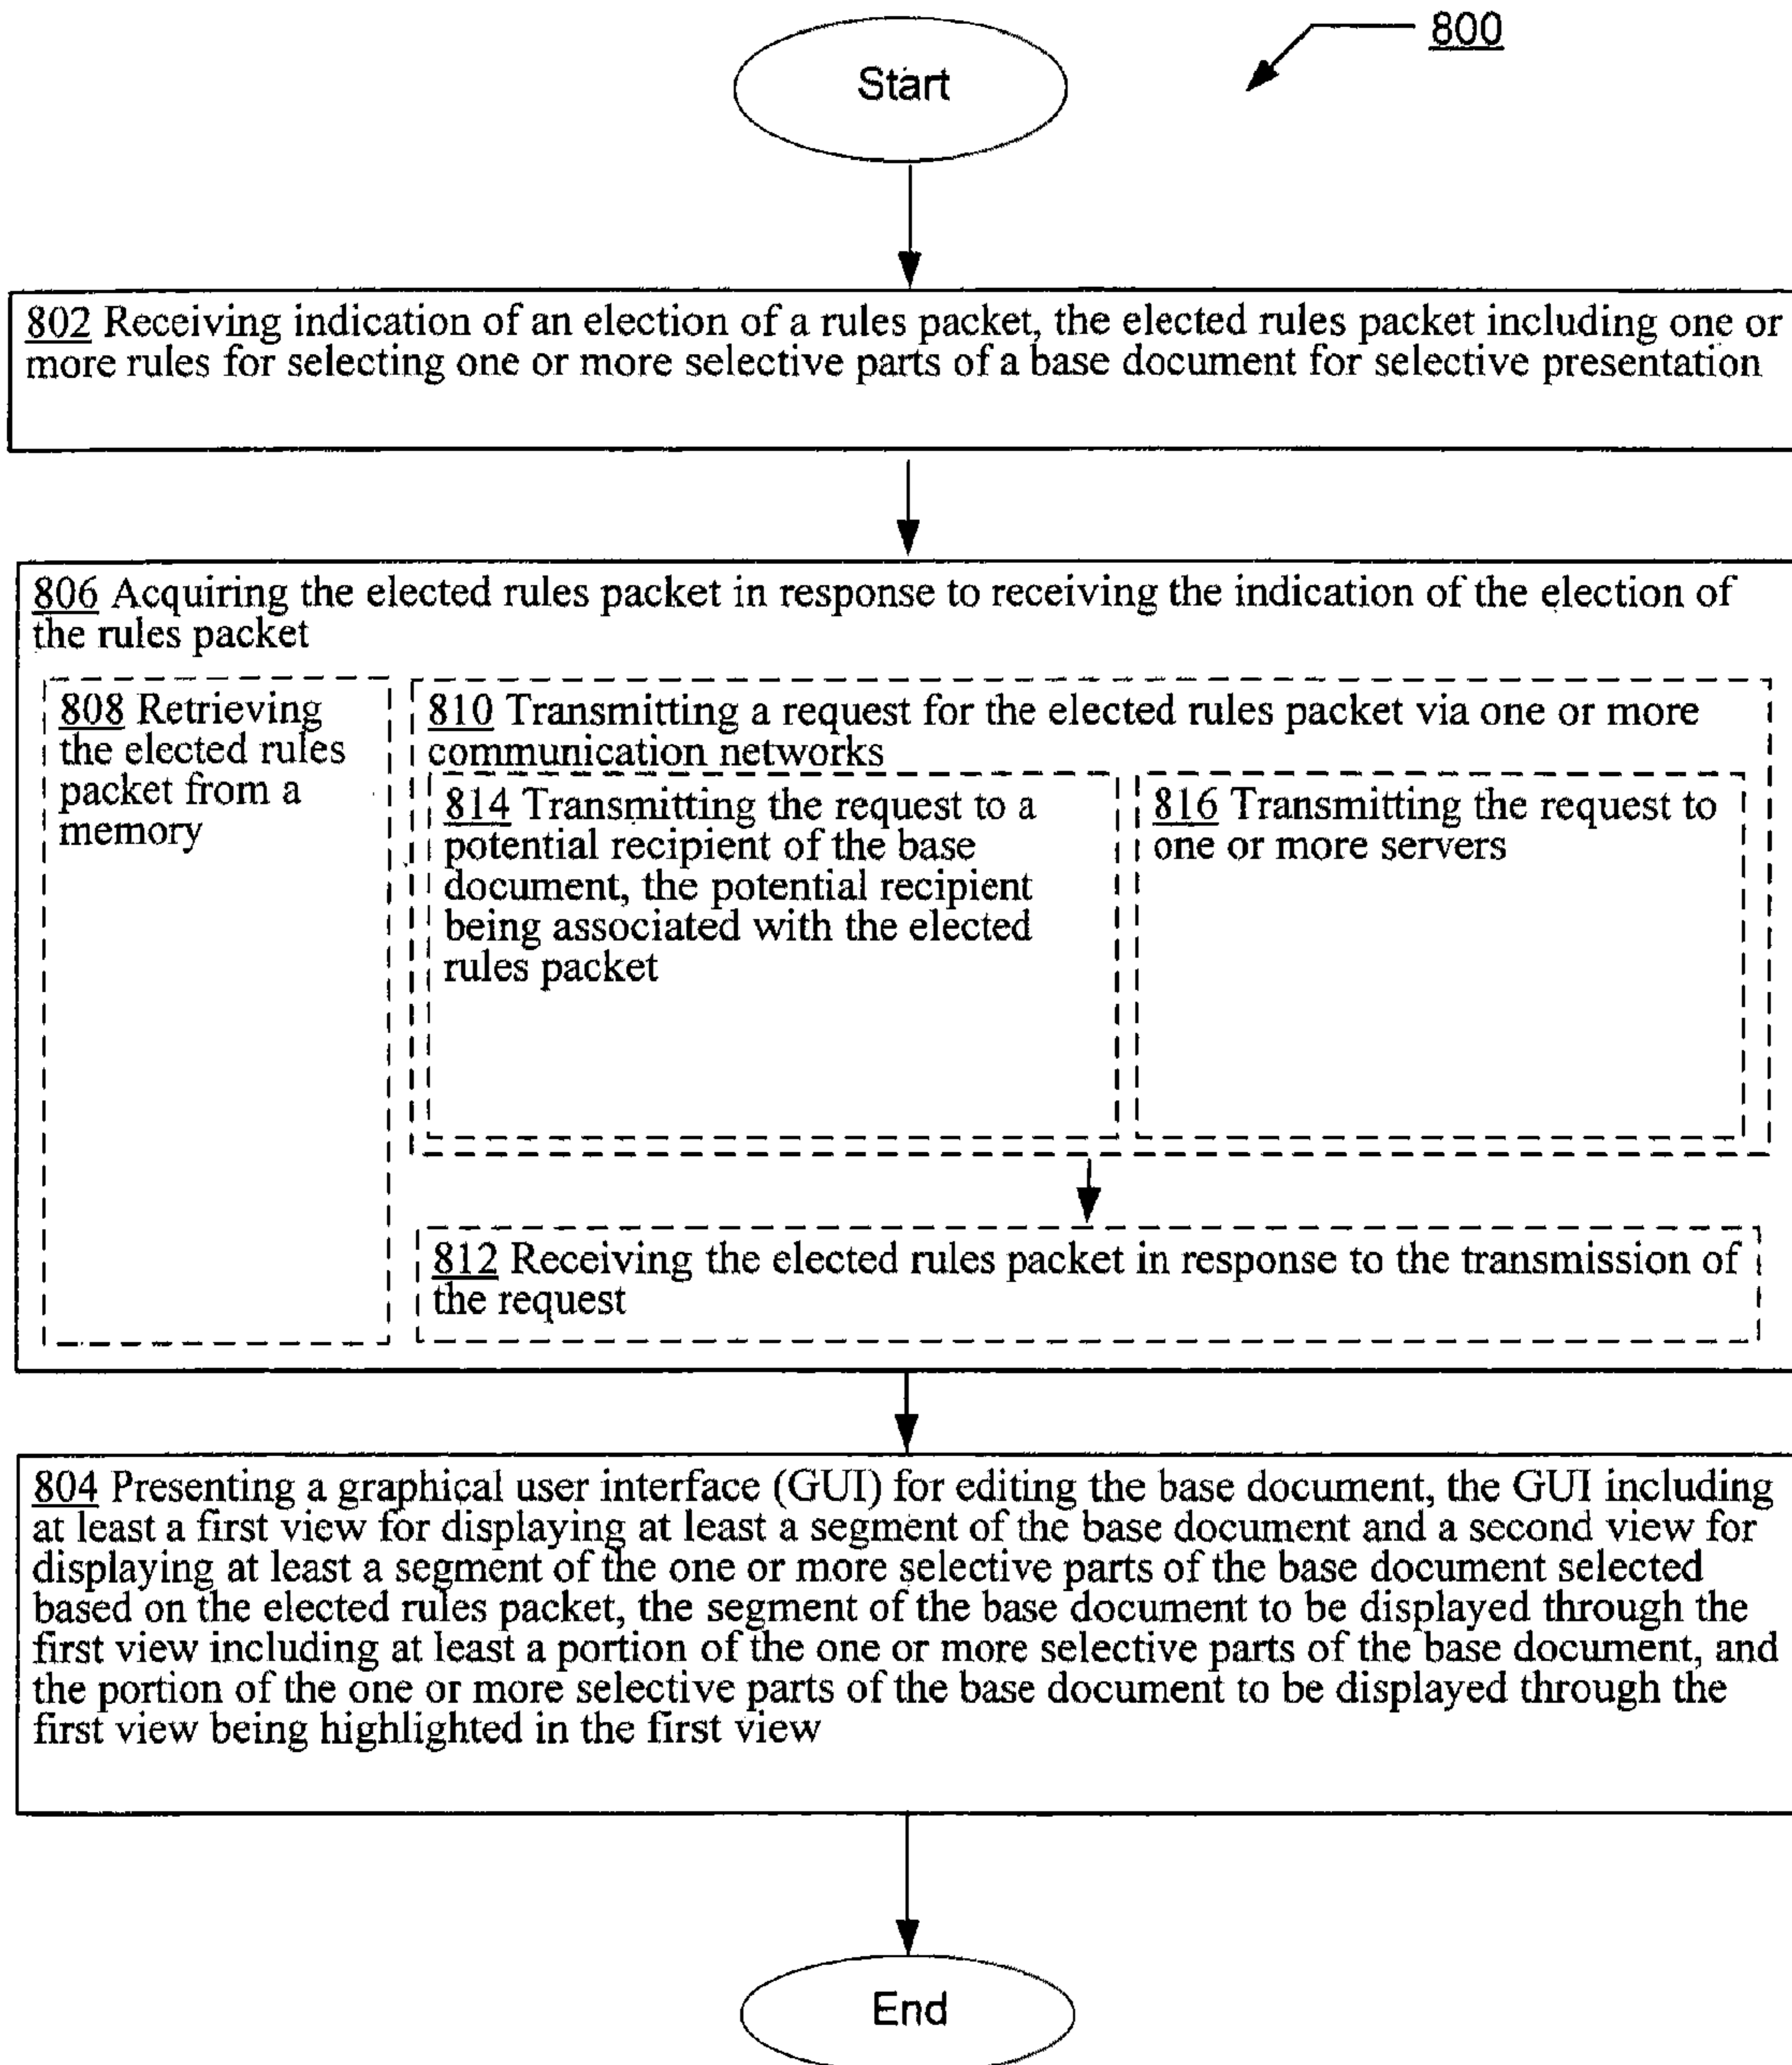 800
Start
802 Receiving indication of an election of a rules packet, the elected rules packet including one or
more rules for selecting one or more selective parts of a base document for selective presentation
806 Acquiring the elected rules packet in response to receiving the indication of the election of
the rules packet
808 Retrieving
the elected rules
packet from a
memory
810 Transmitting a request for the elected rules packet via one or more
communication networks
814 Transmitting the request to a
potential recipient of the base
document, the potential recipient
being associated with the elected
rules packet
816 Transmitting the request to
one or more servers
812 Receiving the elected rules packet in response to the transmission of
the request
804 Presenting a graphical user interface (GUI) for editing the base document, the GUI including
at least a first view for displaying at least a segment of the base document and a second view for
displaying at least a segment of the one or more selective parts of the base document selected
based on the elected rules packet, the segment of the base document to be displayed through the
first view including at least a portion of the one or more selective parts of the base document, and
the portion of the one or more selective parts of the base document to be displayed through the
first view being highlighted in the first view
End